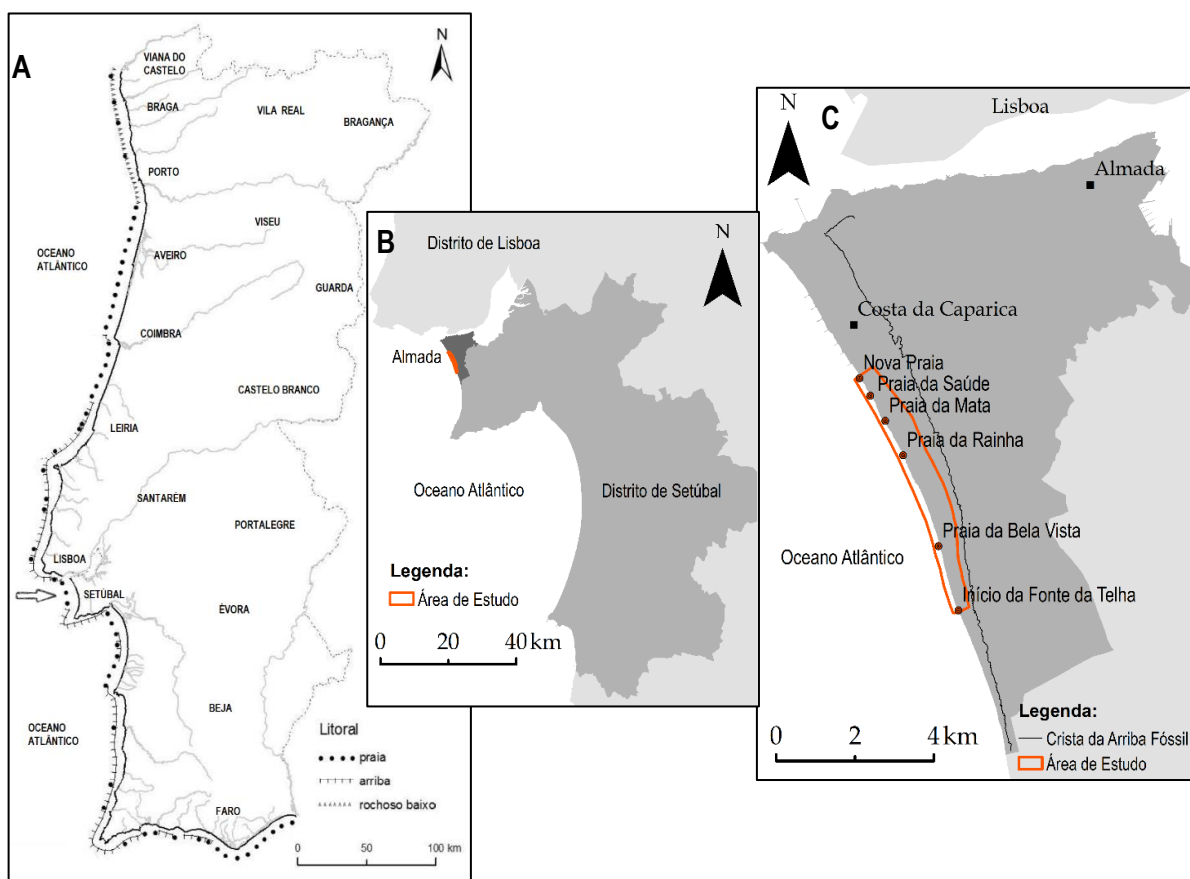 A
N
VIANA DO
CASTELO
BRAGA
VILA REAL
BRAGANÇA
PORTO
VISEU
OCEANO
ATLÂNTICO
AVEIRO
GUARDA
COIMBRA
CASTELO BRANCO
LEIRIA
SANTARÉM
PORTALEGRE
LISBOA
SETÚBAL
ÉVORA
BEJA
OCEANO
ATLÂNTICO
Litoral
praia
arriba
rochoso baixo
FARO
0 50 100 km
B
Distrito de Lisboa
N
Almada
Oceano Atlântico
Distrito de Setúbal
Legenda:
Área de Estudo
0 20 40 km
N
C
Lisboa
Almada
Costa da Caparica
Nova Praia
Praia da Saúde
Praia da Mata
Praia da Rainha
Praia da Bela Vista
Oceano Atlântico
Início da Fonte da Telha
Legenda:
Crista da Arriba Fóssil
Área de Estudo
0 2 4 km